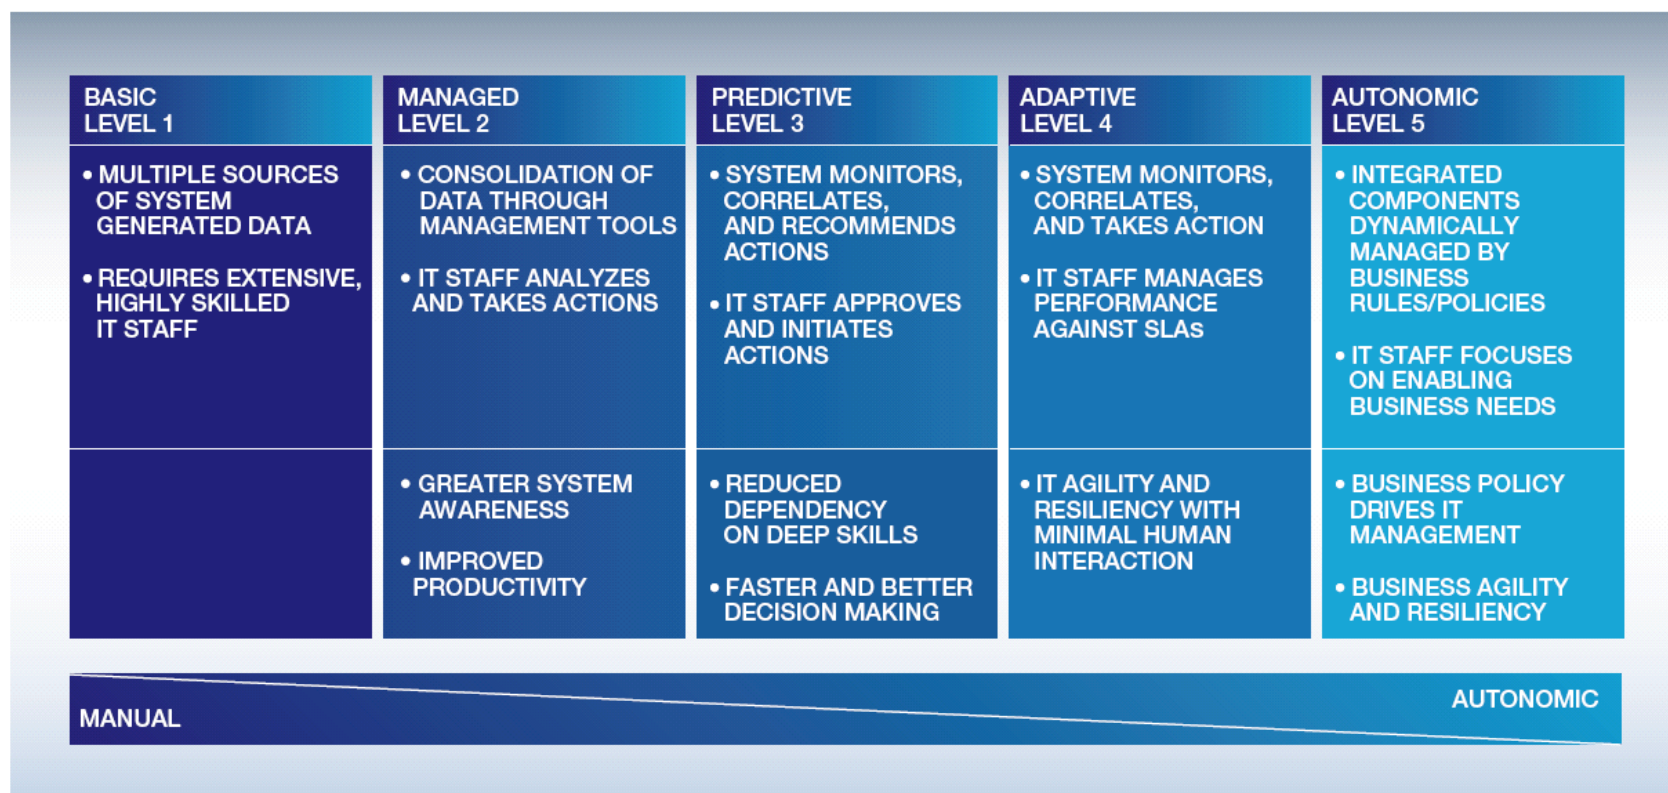 BASIC
LEVEL 1
• MULTIPLE SOURCES
OF SYSTEM
GENERATED DATA
• REQUIRES EXTENSIVE,
HIGHLY SKILLED
IT STAFF
MANAGED
LEVEL 2
• CONSOLIDATION OF
DATA THROUGH
MANAGEMENT TOOLS
• IT STAFF ANALYZES
AND TAKES ACTIONS
• GREATER SYSTEM
AWARENESS
• IMPROVED
PRODUCTIVITY
PREDICTIVE
LEVEL 3
• SYSTEM MONITORS,
CORRELATES,
AND RECOMMENDS
ACTIONS
• IT STAFF APPROVES
AND INITIATES
ACTIONS
• REDUCED
DEPENDENCY
ON DEEP SKILLS
• FASTER AND BETTER
DECISION MAKING
ADAPTIVE
LEVEL 4
• SYSTEM MONITORS,
CORRELATES,
AND TAKES ACTION
• IT STAFF MANAGES
PERFORMANCE
AGAINST SLAs
• IT AGILITY AND
RESILIENCY WITH
MINIMAL HUMAN
INTERACTION
AUTONOMIC
LEVEL 5
• INTEGRATED
COMPONENTS
DYNAMICALLY
MANAGED BY
BUSINESS
RULES/POLICIES
• IT STAFF FOCUSES
ON ENABLING
BUSINESS NEEDS
• BUSINESS POLICY
DRIVES IT
MANAGEMENT
• BUSINESS AGILITY
AND RESILIENCY
MANUAL
AUTONOMIC